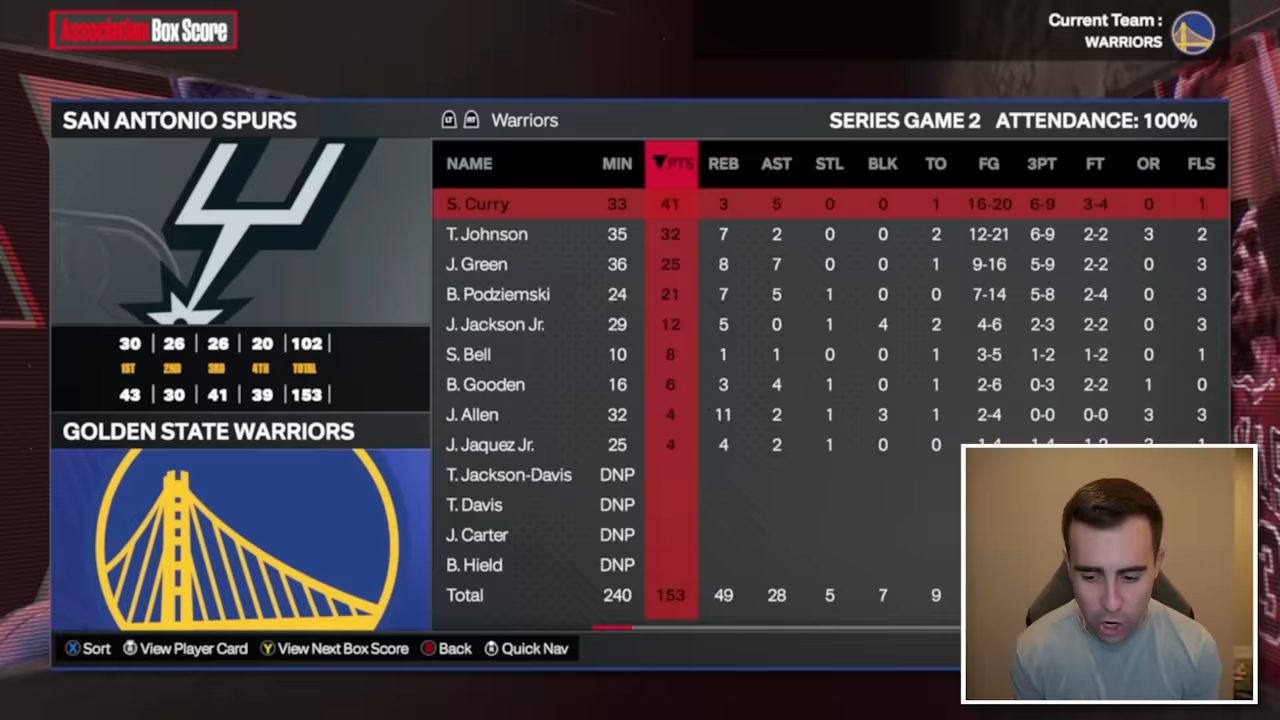 Association Box Score
Current Team :
WARRIORS
SAN ANTONIO SPURS
LT RT Warriors
SERIES GAME 2 ATTENDANCE: 100%
NAME MIN ▼PTS REB AST STL BLK TO FG 3PT FT OR FLS
S. Curry 33 41 3 5 0 0 1 16-20 6-9 3-4 0 1
T. Johnson 35 32 7 2 0 0 2 12-21 6-9 2-2 3 2
J. Green 36 25 8 7 0 0 1 9-16 5-9 2-2 0 3
B. Podziemski 24 21 7 5 1 0 0 7-14 5-8 2-4 0 3
J. Jackson Jr. 29 12 5 0 1 4 2 4-6 2-3 2-2 0 3
S. Bell 10 8 1 1 0 0 1 3-5 1-2 1-2 0 1
B. Gooden 16 6 3 4 1 0 1 2-6 0-3 2-2 1 0
J. Allen 32 4 11 2 1 3 1 2-4 0-0 0-0 3 3
J. Jaquez Jr. 25 4 4 2 1 0 0
T. Jackson-Davis DNP
T. Davis DNP
J. Carter DNP
B. Hield DNP
Total 240 153 49 28 5 7 9
30 | 26 | 26 | 20 | 102 |
1ST 2ND 3RD 4TH TOTAL
43 | 30 | 41 | 39 | 153 |
GOLDEN STATE WARRIORS
X Sort View Player Card Y View Next Box Score B Back Quick Nav